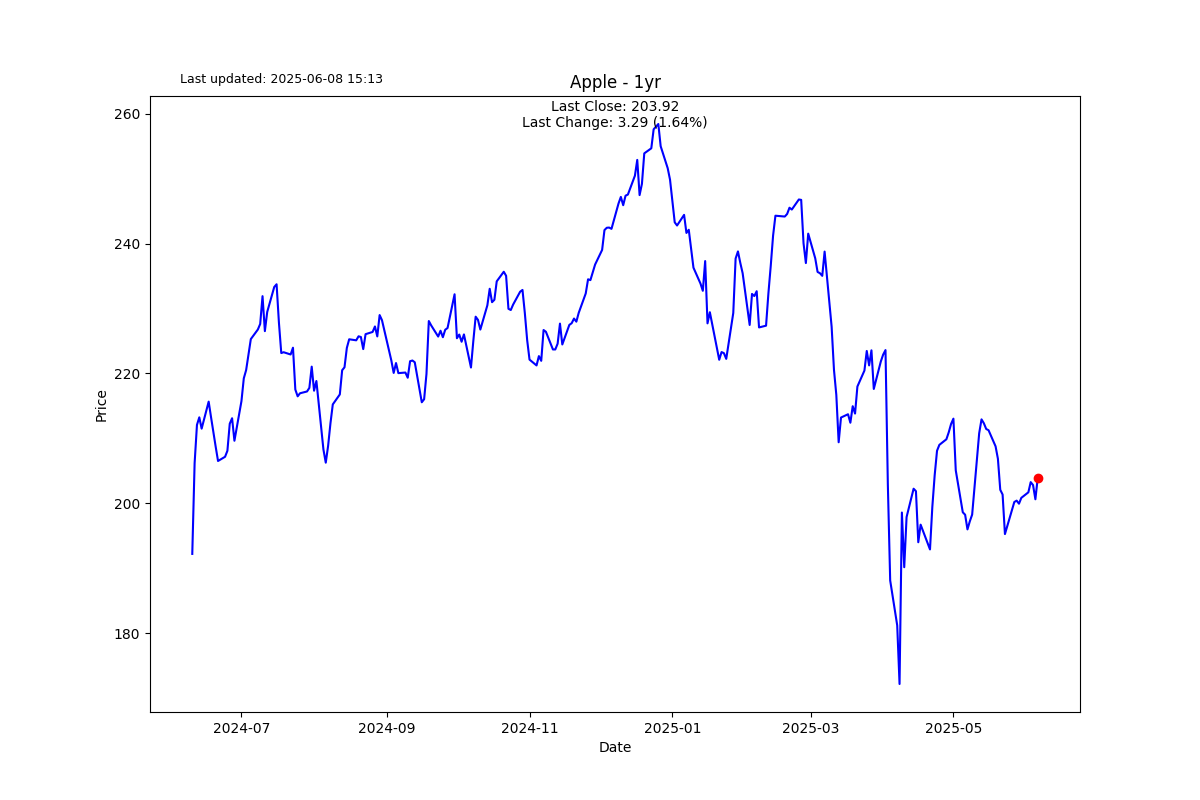 Last updated: 2025-06-08 15:13
Apple - 1yr
Last Close: 203.92
Last Change: 3.29 (1.64%)
260
240
220
200
180
Price
2024-07
2024-09
2024-11
2025-01
2025-03
2025-05
Date